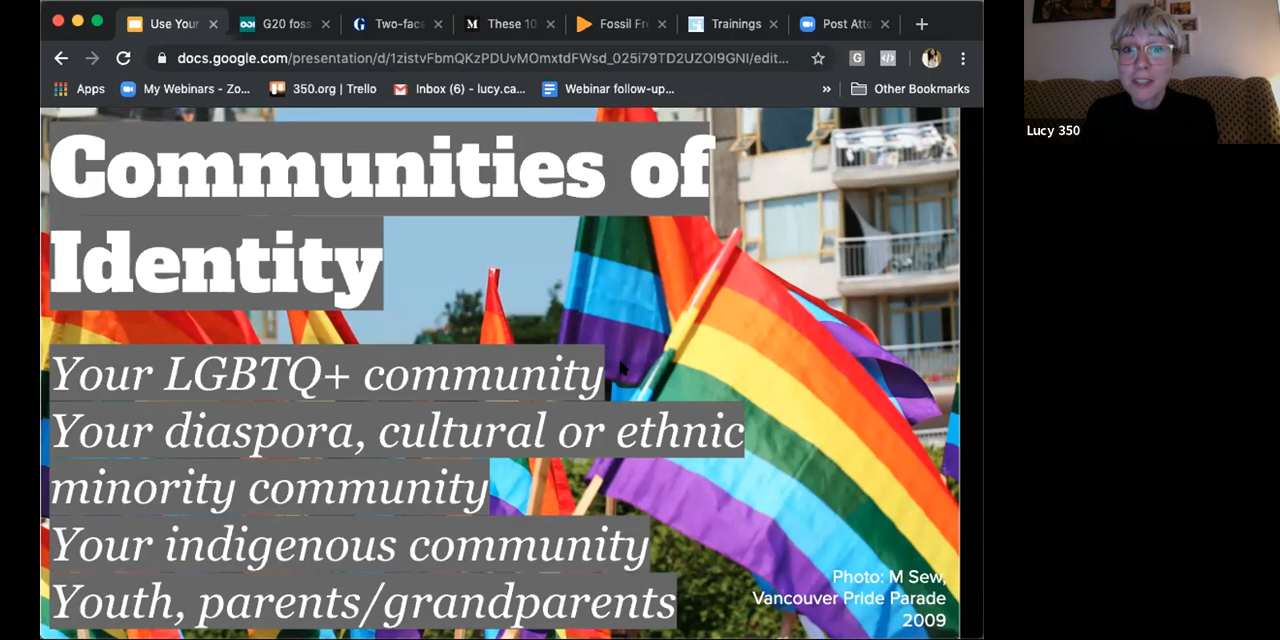 Use Your
G20 foss
Two-fac
These 10
Fossil Fr
Trainings
Post Atte
docs.google.com/presentation/d/1zistvFbmQKzPDUvMOmxtdFWsd_025i79TD2UZOI9GNI/edit...
Apps
My Webinars - Zo...
350.org | Trello
Inbox (6) - lucy.ca...
Webinar follow-up...
»
Other Bookmarks
Communities of
Identity
Your LGBTQ+ community
Your diaspora, cultural or ethnic
minority community
Your indigenous community
Youth, parents/grandparents
Photo: M Sew,
Vancouver Pride Parade
2009
Lucy 350